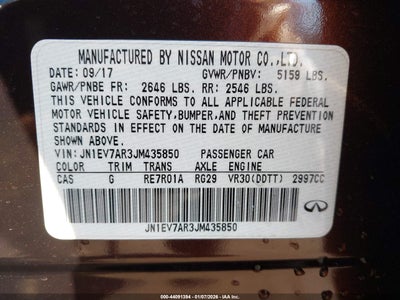 MANUFACTURED BY NISSAN MOTOR CO.,LTD.
DATE: 09/17 GVWR/PNBV: 5159 LBS.
GAWR/PNBE FR: 2646 LBS. RR: 2546 LBS.
THIS VEHICLE CONFORMS TO ALL APPLICABLE FEDERAL
MOTOR VEHICLE SAFETY,BUMPER,AND THEFT PREVENTION
STANDARDS IN EFFECT ON THE DATE OF MANUFACTURE
SHOWN ABOVE.
VIN: JN1EV7AR3JM435850 PASSENGER CAR
COLOR TRIM TRANS AXLE ENGINE
CAS G RE7R01A RG29 VR30(DDTT) 2997CC
JN1EV7AR3JM435850
INFINITI
000-44091384 - 01/07/2026 - IAA Inc.